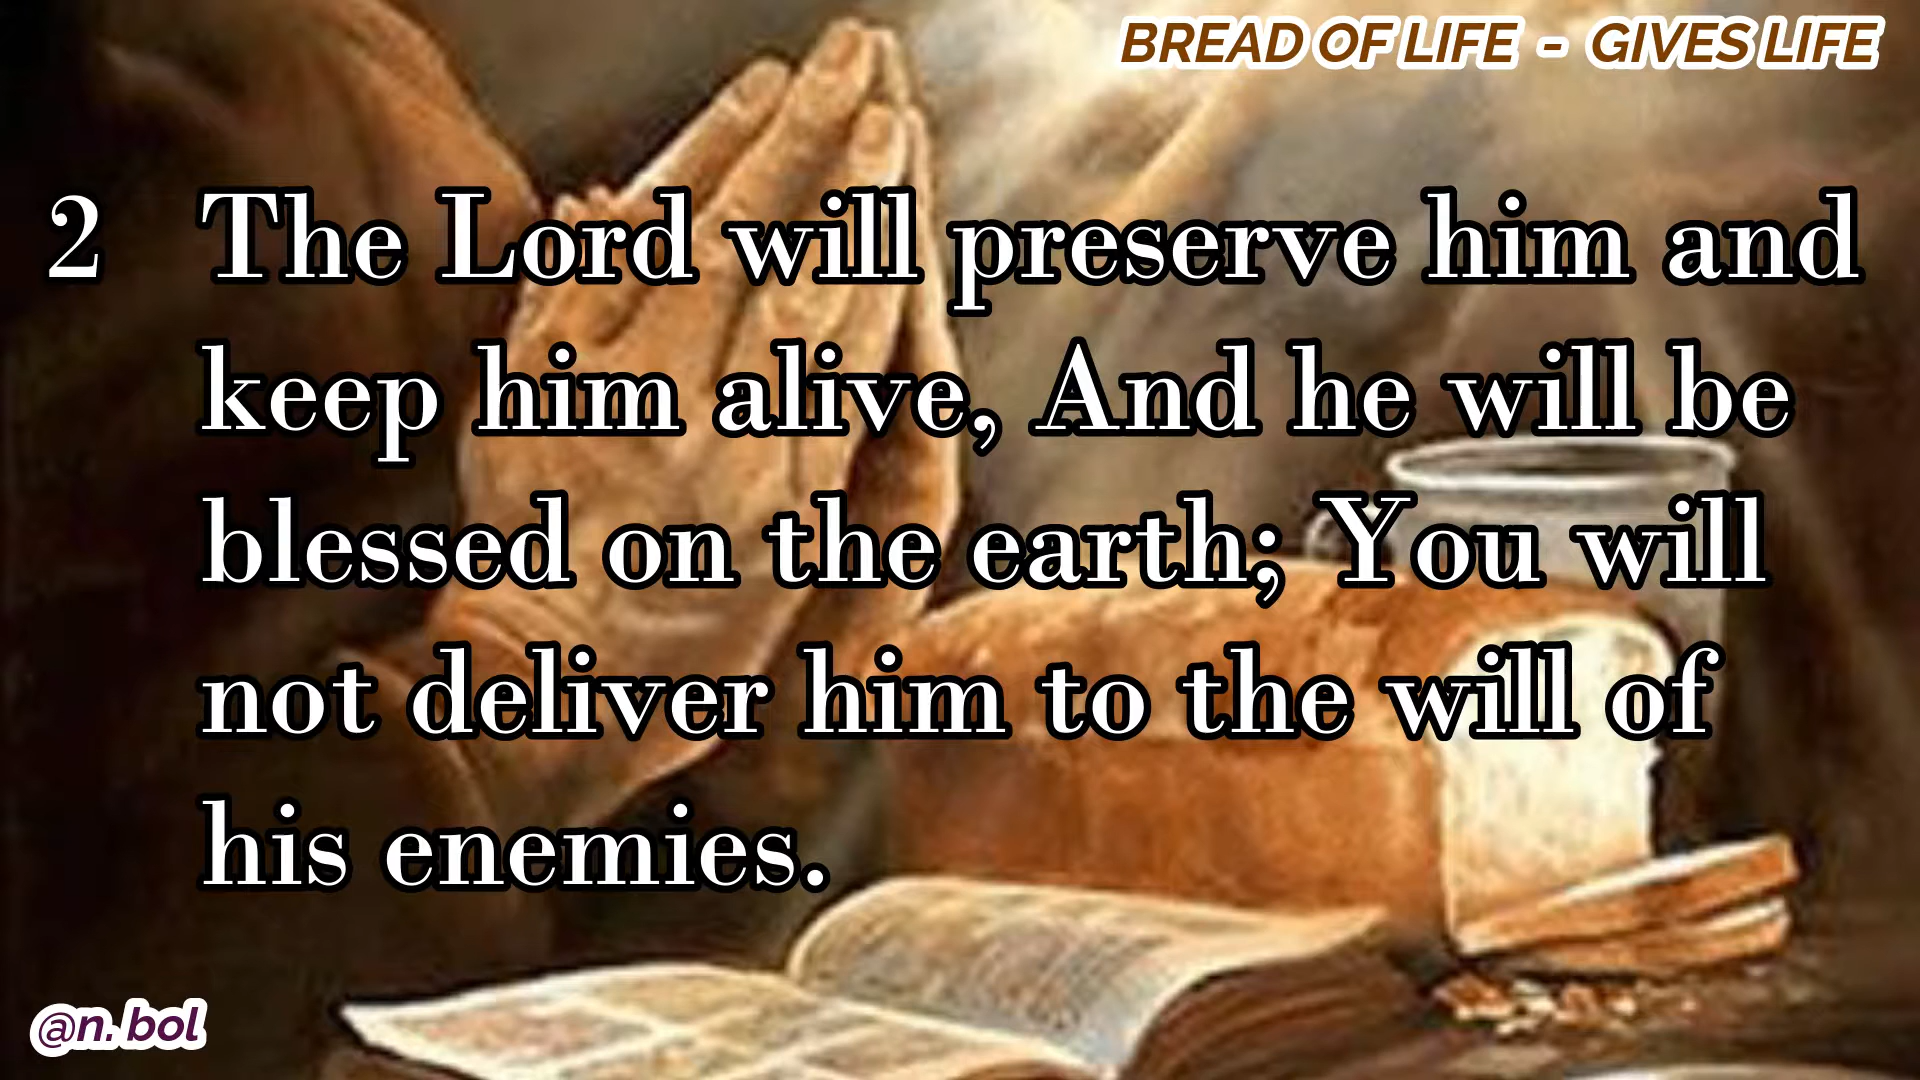 BREAD OF LIFE - GIVES LIFE
2 The Lord will preserve him and
keep him alive, And he will be
blessed on the earth; You will
not deliver him to the will of
his enemies.
@n. bol